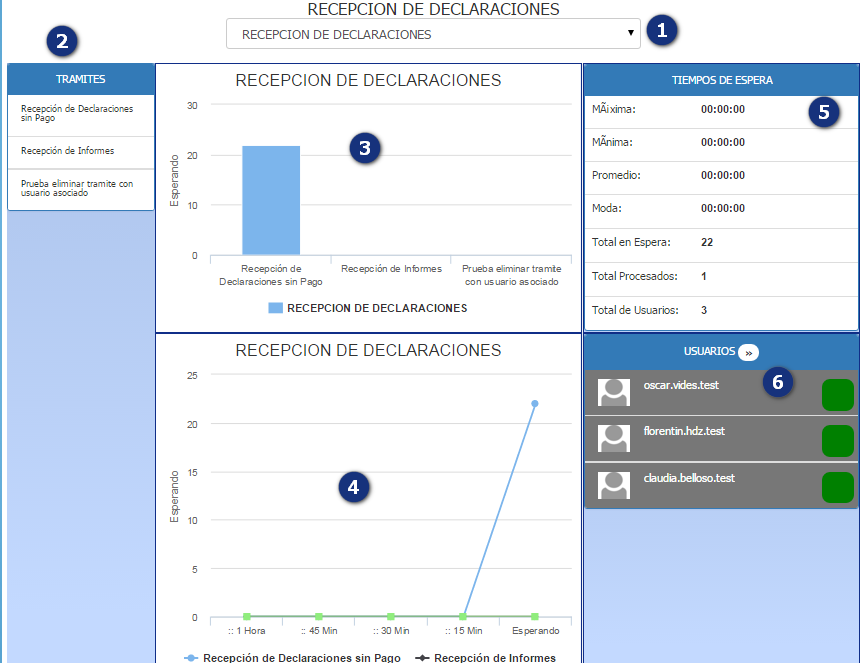 RECEPCION DE DECLARACIONES
RECEPCION DE DECLARACIONES
1
2
TRAMITES
Recepción de Declaraciones
sin Pago
Recepción de Informes
Prueba eliminar tramite con
usuario asociado
RECEPCION DE DECLARACIONES
3
Esperando
30
20
10
0
Recepción de
Declaraciones sin Pago
Recepción de Informes
Prueba eliminar tramite
con usuario asociado
RECEPCION DE DECLARACIONES
RECEPCION DE DECLARACIONES
4
Esperando
25
20
15
10
5
0
:: 1 Hora
:: 45 Min
:: 30 Min
:: 15 Min
Esperando
Recepción de Declaraciones sin Pago
Recepción de Informes
TIEMPOS DE ESPERA
5
MÃixima: 00:00:00
MÃnima: 00:00:00
Promedio: 00:00:00
Moda: 00:00:00
Total en Espera: 22
Total Procesados: 1
Total de Usuarios: 3
USUARIOS »
6
oscar.vides.test
florentin.hdz.test
claudia.belloso.test